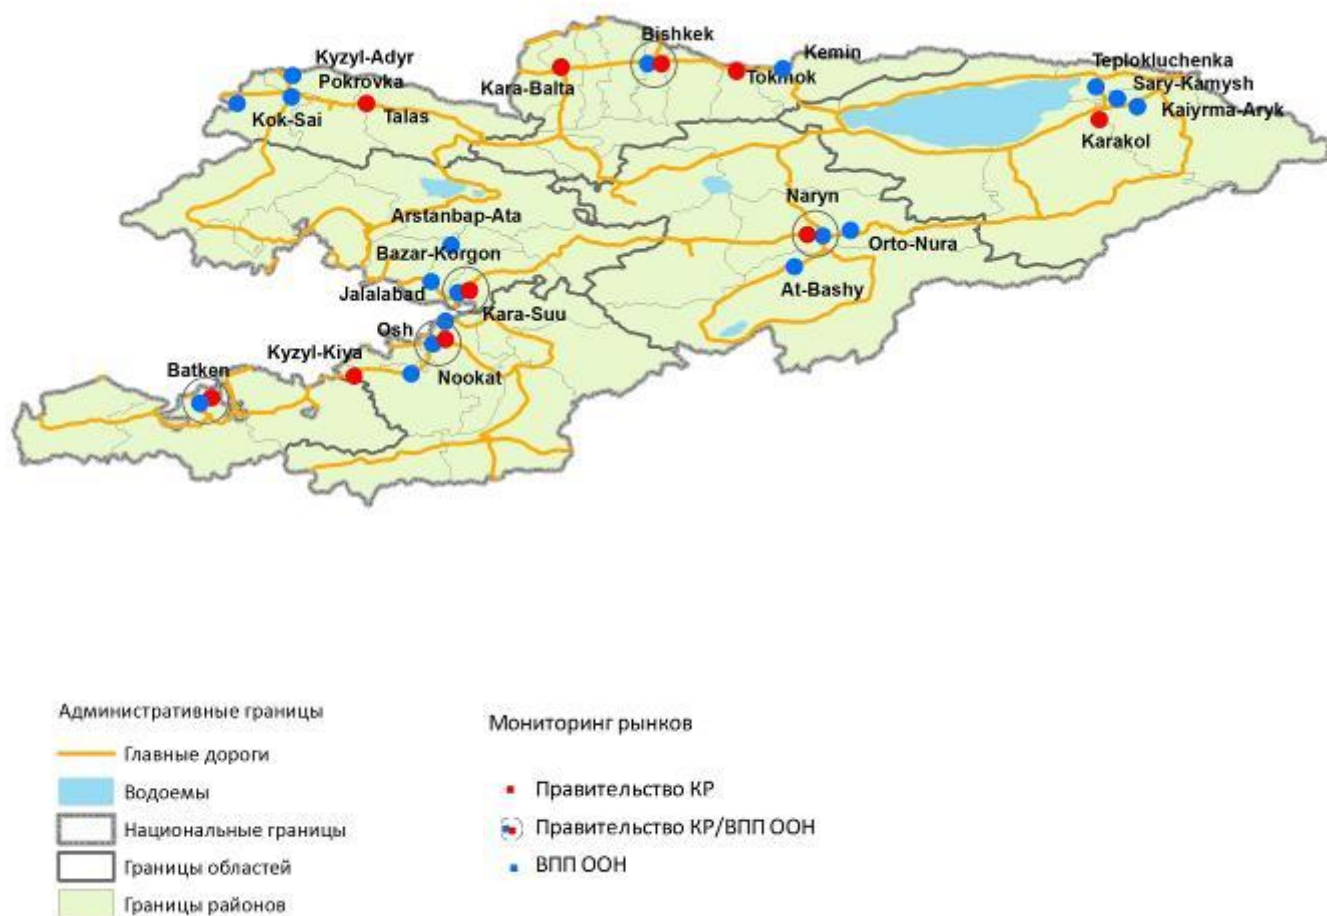 Bishkek
Kemin
Kyzyl-Adyr
Teplokluchenka
Pokrovka
Tokmok
Sary-Kamysh
Kara-Balta
Kaiyrma-Aryk
Kok-Sai
Talas
Karakol
Naryn
Arstanbap-Ata
Orto-Nura
Bazar-Korgon
At-Bashy
Jalalabad
Kara-Suu
Osh
Kyzyl-Kiya
Batken
Nookat
Административные границы
Главные дороги
Водоемы
Национальные границы
Границы областей
Границы районов
Мониторинг рынков
Правительство КР
Правительство КР/ВПП ООН
ВПП ООН